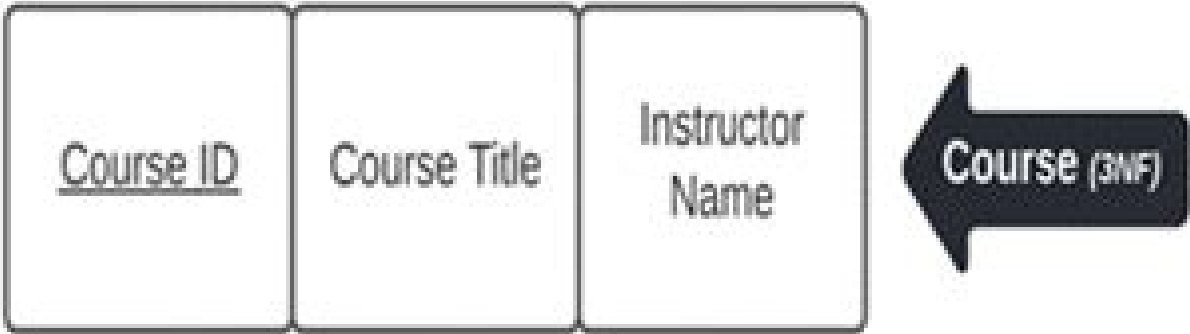 Course ID
Course Title
Instructor
Name
Course (3NF)